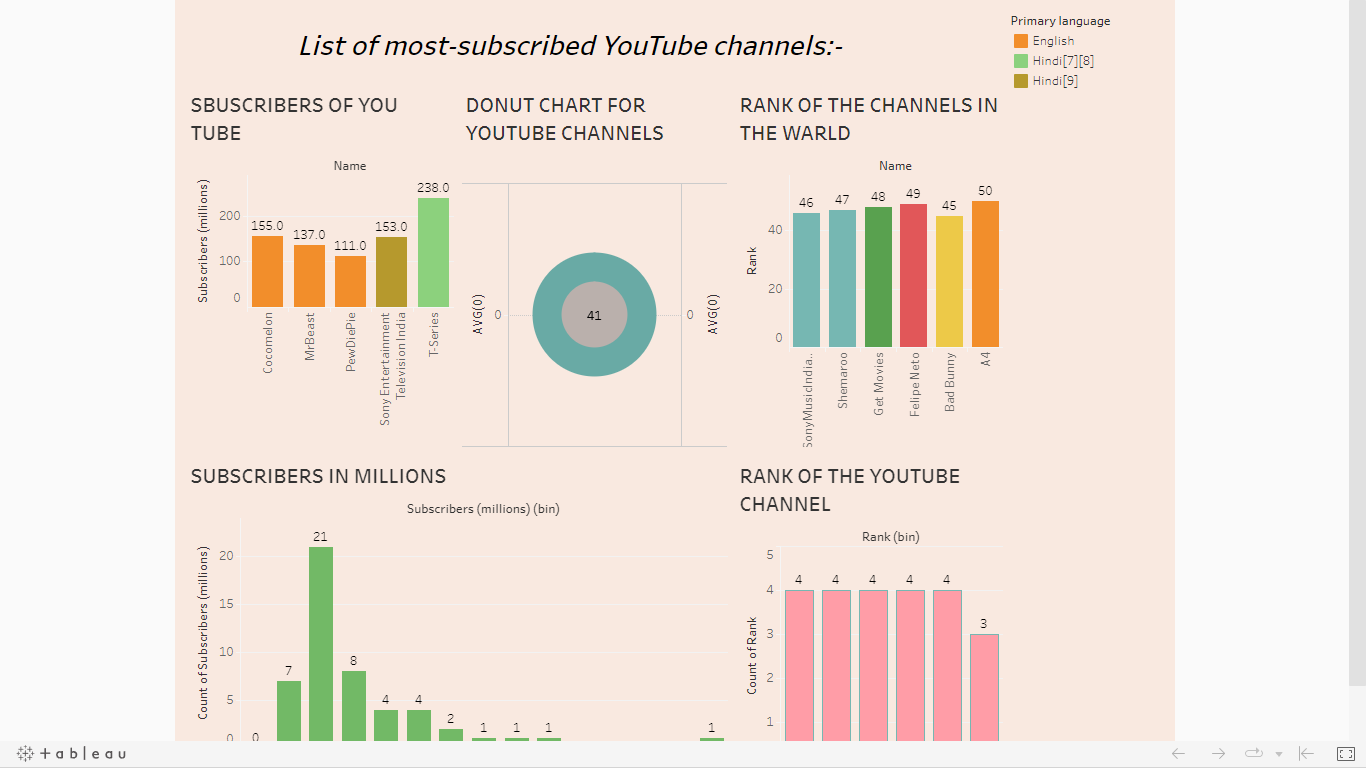 List of most-subscribed YouTube channels:-
Primary language
English
Hindi[7][8]
Hindi[9]
SBUSCRIBERS OF YOU
TUBE
Name
Subscribers (millions)
200
100
0
155.0
137.0
111.0
153.0
238.0
Cocomelon
MrBeast
PewDiePie
Sony Entertainment
Television India
T-Series
DONUT CHART FOR
YOUTUBE CHANNELS
AVG(0)
0
41
0
AVG(0)
RANK OF THE CHANNELS IN
THE WARLD
Name
Rank
40
20
0
46
47
48
49
45
50
SonyMusicIndia..
Shemaroo
Get Movies
Felipe Neto
Bad Bunny
A4
SUBSCRIBERS IN MILLIONS
Subscribers (millions) (bin)
Count of Subscribers (millions)
20
15
10
5
0
0
7
21
8
4
4
2
1
1
1
1
RANK OF THE YOUTUBE
CHANNEL
Rank (bin)
Count of Rank
5
4
3
2
1
4
4
4
4
4
3
+ableau